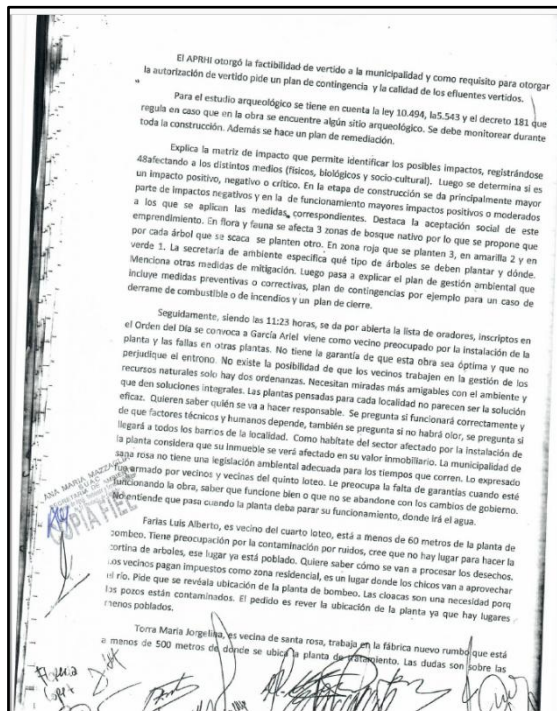 El APRHI otorgó la factibilidad de vertido a la municipalidad y como requisito para otorgar
la autorización de vertido pide un plan de contingencia y la calidad de los efluentes vertidos.
Para el estudio arqueológico se tiene en cuenta la ley 10.494, la5.543 y el decreto 181 que
regula en caso que en la obra se encuentre algún sitio arqueológico. Se debe monitorear durante
toda la construcción. Además se hace un plan de remediación.
Explica la matriz de impacto que permite identificar los posibles impactos, registrándose
48afectando a los distintos medios (físicos, biológicos y socio-cultural). Luego se determina si es
un impacto positivo, negativo o crítico. En la etapa de construcción se da principalmente mayor
parte de impactos negativos y en la de funcionamiento mayores impactos positivos o moderados
a los que se aplican las medidas correspondientes. Destaca la aceptación social de este
emprendimiento. En flora y fauna se afecta 3 zonas de bosque nativo por lo que se propone que
por cada árbol que se scaca se planten otro. En zona roja que se planten 3, en amarilla 2 y en
verde 1. La secretaria de ambiente especifica qué tipo de árboles se deben plantar y dónde.
Menciona otras medidas de mitigación. Luego pasa a explicar el plan de gestión ambiental que
incluye medidas preventivas o correctivas, plan de contingencias por ejemplo para un caso de
derrame de combustible o de incendios y un plan de cierre.
Seguidamente, siendo las 11:23 horas, se da por abierta la lista de oradores, inscriptos en
el Orden del Día se convoca a García Ariel viene como vecino preocupado por la instalación de la
planta y las fallas en otras plantas. No tiene la garantía de que esta obra sea óptima y que no
perjudique el entrono. No existe la posibilidad de que los vecinos trabajen en la gestión de los
recursos naturales solo hay dos ordenanzas. Necesitan miradas más amigables con el ambiente y
que den soluciones integrales. Las plantas pensadas para cada localidad no parecen ser la solución
eficaz. Quieren saber quién se va a hacer responsable. Se pregunta si funcionará correctamente y
de que factores técnicos y humanos depende, también se pregunta si no habrá olor, se pregunta si
llegará a todos los barrios de la localidad. Como habítate del sector afectado por la instalación de
la planta considera que su inmueble se verá afectado en su valor inmobiliario. La municipalidad de
sana rosa no tiene una legislación ambiental adecuada para los tiempos que corren. Lo expresado
fue armado por vecinos y vecinas del quinto loteo. Le preocupa la falta de garantías cuando esté
funcionando la obra, saber que funcione bien o que no se abandone con los cambios de gobierno.
No entiende que pasa cuando la planta deba parar su funcionamiento, donde irá el agua.
ANA MARIA MAZZA
COPIA FIEL
Farías Luis Alberto, es vecino del cuarto loteo, está a menos de 60 metros de la planta de
bombeo. Tiene preocupación por la contaminación por ruidos, cree que no hay lugar para hacer la
cortina de arboles, ese lugar ya está poblado. Quiere saber cómo se van a procesar los desechos.
Los vecinos pagan impuestos como zona residencial, es un lugar donde los chicos van a aprovechar
el río. Pide que se revéala ubicación de la planta de bombeo. Las cloacas son una necesidad porq
los pozos están contaminados. El pedido es rever la ubicación de la planta ya que hay lugares
menos poblados.
Torra Maria Jorgelina, es vecina de santa rosa, trabaja en la fábrica nuevo rumbo que está
a menos de 500 metros de donde se ubica la planta de tratamiento. Las dudas son sobre las